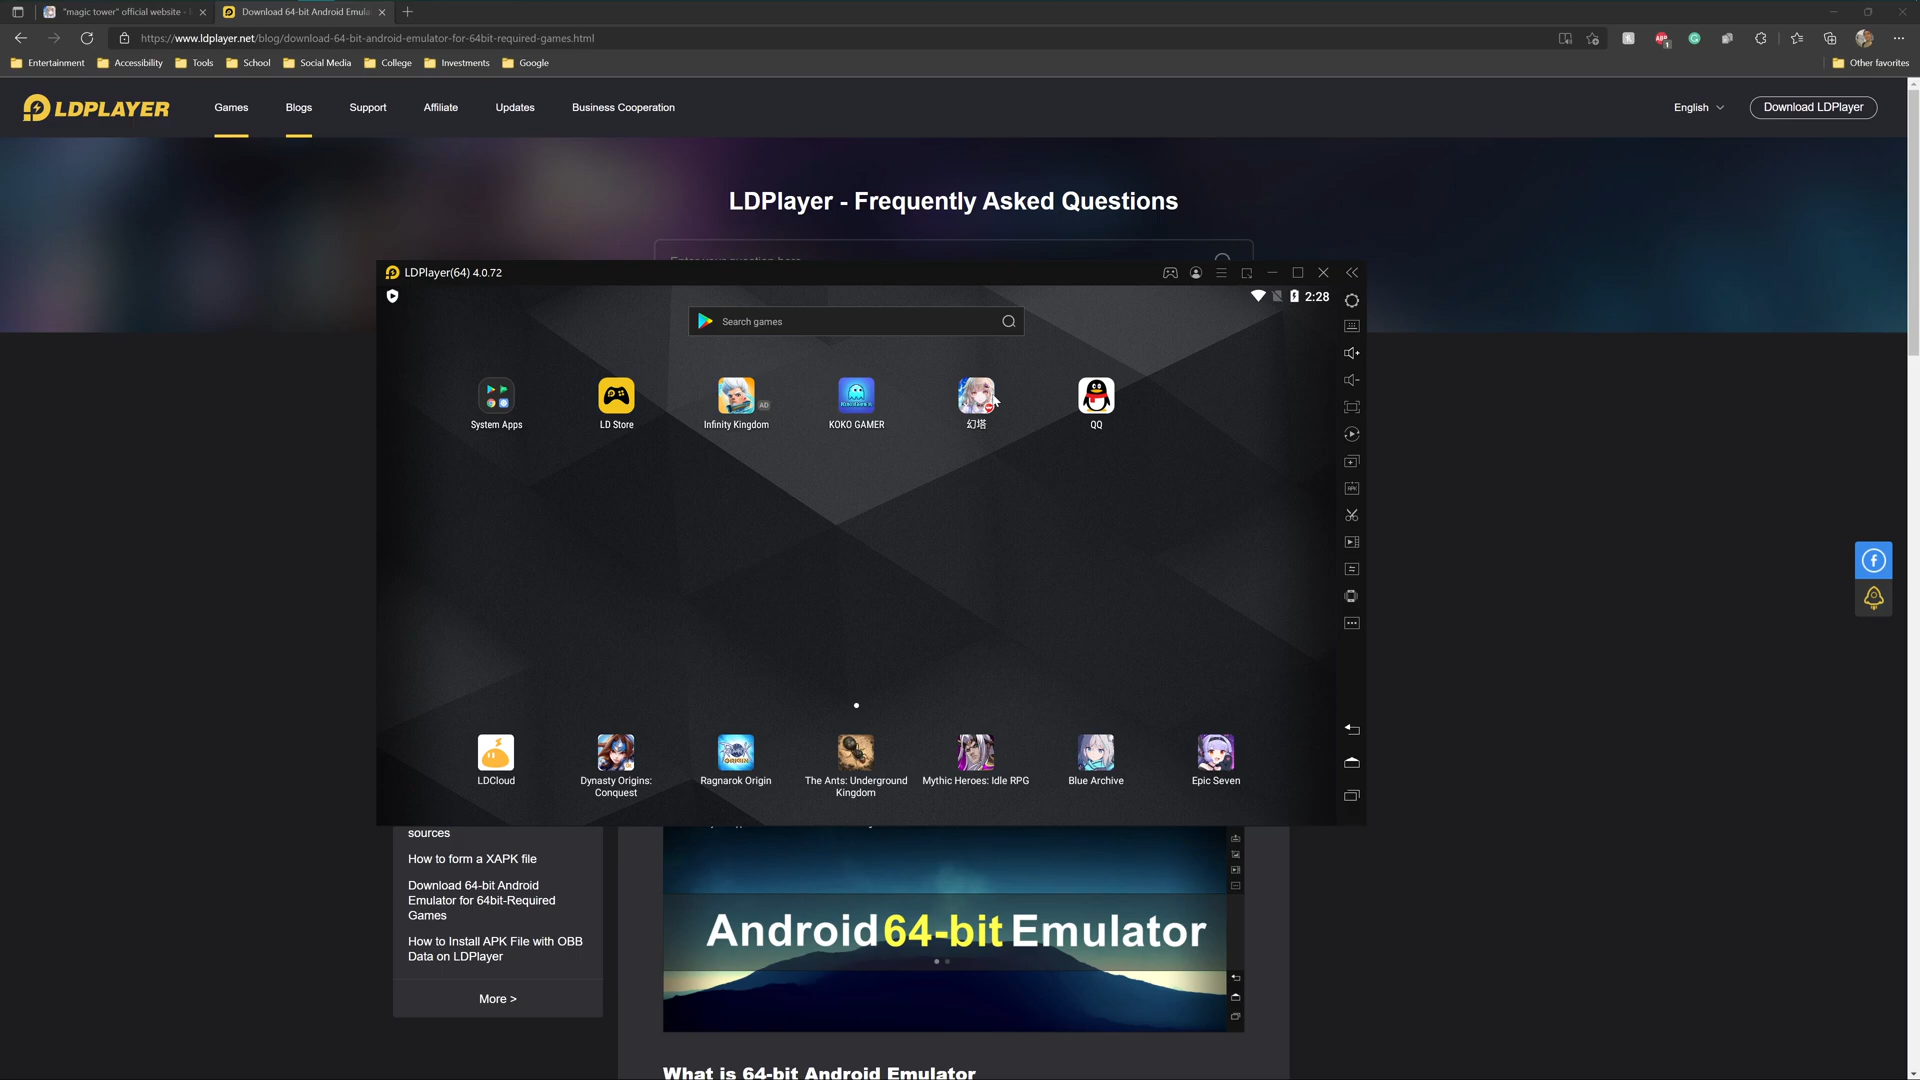 "magic tower" official website -
Download 64-bit Android Emula
https://www.ldplayer.net/blog/download-64-bit-android-emulator-for-64bit-required-games.html
Entertainment
Accessibility
Tools
School
Social Media
College
Investments
Google
Other favorites
LDPLAYER
Games
Blogs
Support
Affiliate
Updates
Business Cooperation
English
Download LDPlayer
LDPlayer - Frequently Asked Questions
LDPlayer(64) 4.0.72
2:28
Search games
System Apps
LD Store
AD
Infinity Kingdom
KOKO GAMER
幻塔
QQ
APK
LDCloud
Dynasty Origins:
Conquest
Ragnarok Origin
The Ants: Underground
Kingdom
Mythic Heroes: Idle RPG
Blue Archive
Epic Seven
sources
How to form a XAPK file
Download 64-bit Android
Emulator for 64bit-Required
Games
How to Install APK File with OBB
Data on LDPlayer
More >
Android 64-bit Emulator
What is 64-bit Android Emulator